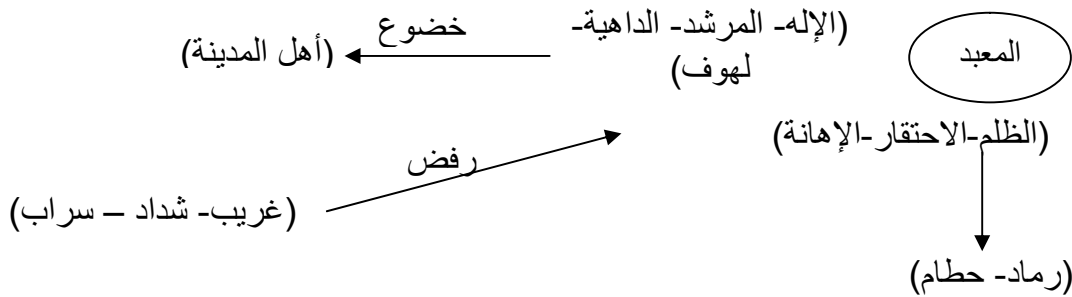 المعبد
(الإله- المرشد- الداهية-
لهوف)
خضوع
(أهل المدينة)
(الظلم-الاحتقار-الإهانة)
رفض
(غريب- شداد – سراب)
(رماد- حطام)